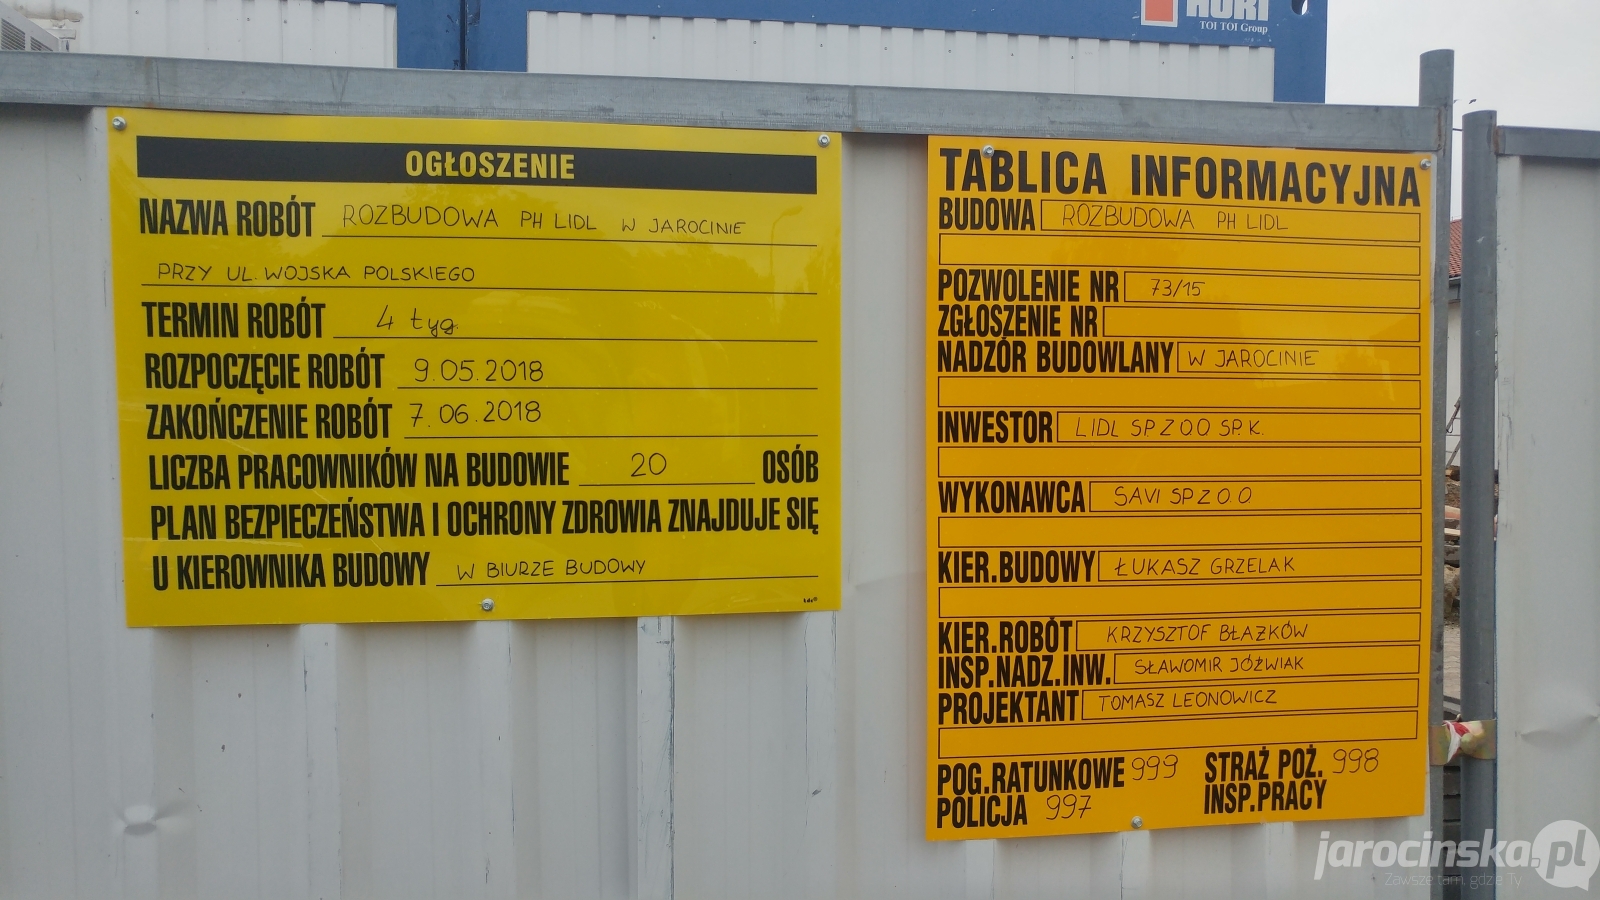 TOI TOI Group
OGŁOSZENIE
NAZWA ROBÓT ROZBUDOWA PH LIDL W JAROCINIE
PRZY UL. WOJSKA POLSKIEGO
TERMIN ROBÓT 4 tyg.
ROZPOCZĘCIE ROBÓT 9.05.2018
ZAKOŃCZENIE ROBÓT 7.06.2018
LICZBA PRACOWNIKÓW NA BUDOWIE 20 OSÓB
PLAN BEZPIECZEŃSTWA I OCHRONY ZDROWIA ZNAJDUJE SIĘ
U KIEROWNIKA BUDOWY W BIURZE BUDOWY
TABLICA INFORMACYJNA
BUDOWA ROZBUDOWA PH LIDL
POZWOLENIE NR 73/15
ZGŁOSZENIE NR
NADZÓR BUDOWLANY W JAROCINIE
INWESTOR LIDL SP Z O O SP. K.
WYKONAWCA SAVI SP Z O O
KIER.BUDOWY ŁUKASZ GRZELAK
KIER.ROBÓT KRZYSZTOF BŁAŻKÓW
INSP.NADZ.INW. SŁAWOMIR JÓŹWIAK
PROJEKTANT TOMASZ LEONOWICZ
POG.RATUNKOWE 999 STRAŻ POŻ. 998
POLICJA 997 INSP.PRACY
jarocinska.pl
Zawsze tam, gdzie Ty